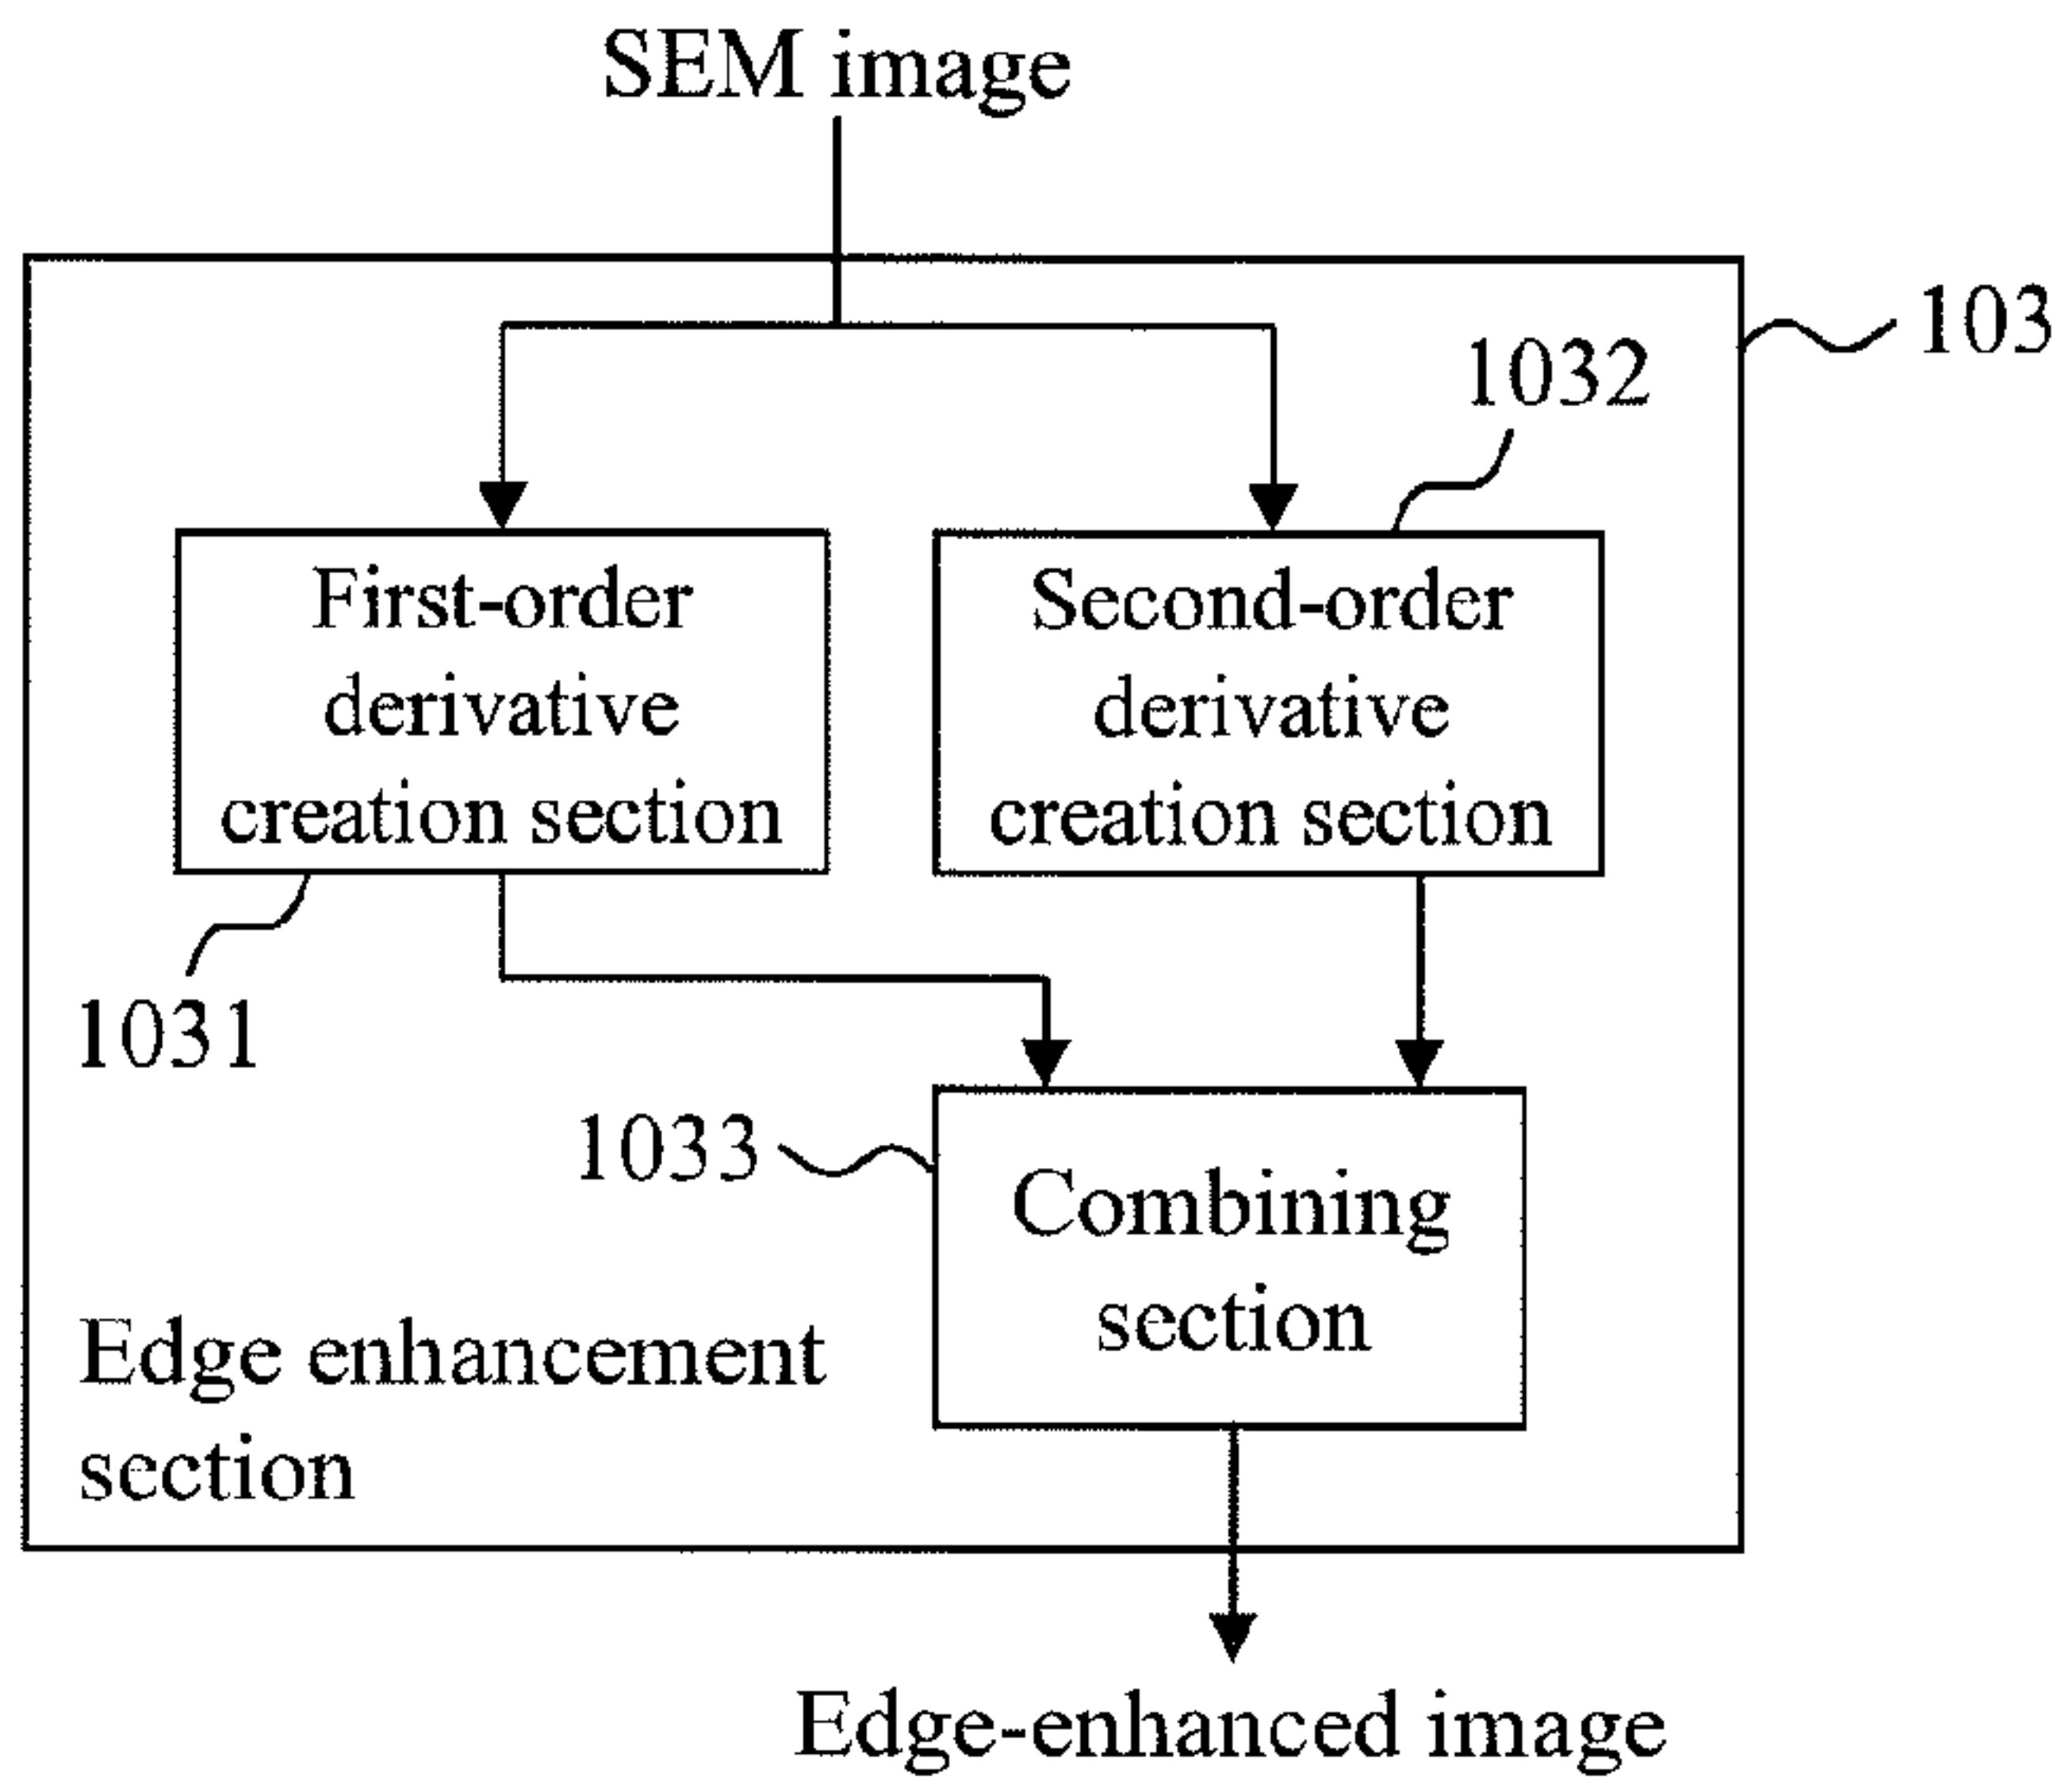 SEM image
103
1032
First-order
derivative
creation section
Second-order
derivative
creation section
1031
1033
Combining
section
Edge enhancement
section
Edge-enhanced image